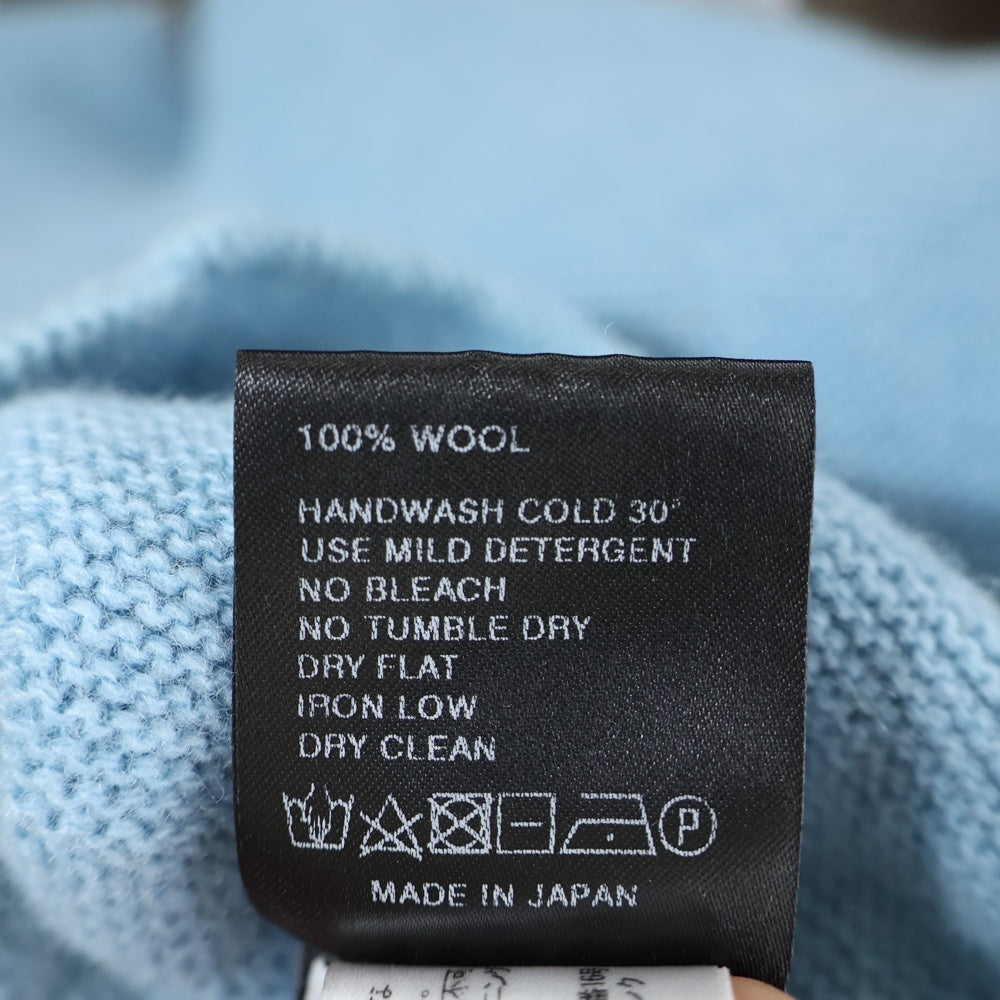 100% WOOL
HANDWASH COLD 30°
USE MILD DETERGENT
NO BLEACH
NO TUMBLE DRY
DRY FLAT
IRON LOW
DRY CLEAN
P
MADE IN JAPAN